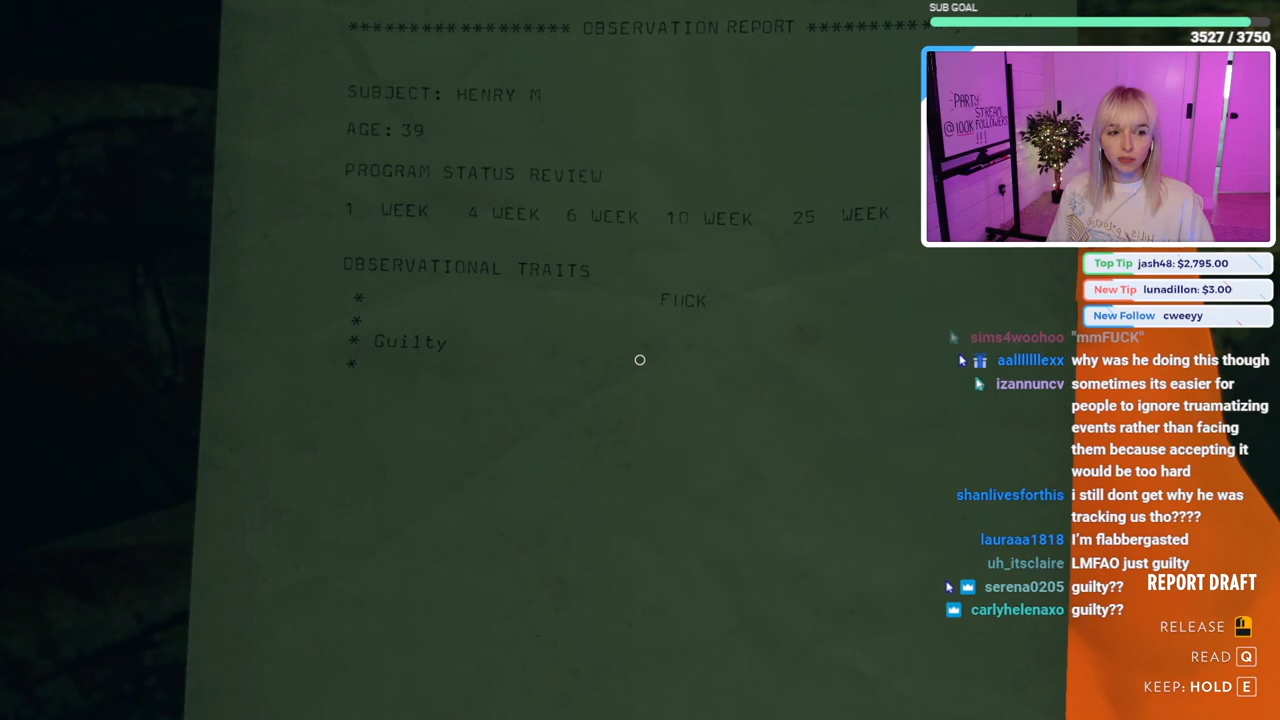 ***************** OBSERVATION REPORT **********
SUBJECT: HENRY M
AGE: 39
PROGRAM STATUS REVIEW
1 WEEK 4 WEEK 6 WEEK 10 WEEK 25 WEEK
OBSERVATIONAL TRAITS
* FUCK
*
* Guilty
*
SUB GOAL
3527 / 3750
PARTY
STREAM
@100K FOLLOWERS
!!!
Top Tip jash48: $2,795.00
New Tip lunadillon: $3.00
New Follow cweeyy
sims4woohoo "mmFUCK"
aalllllllexx why was he doing this though
izannuncv sometimes its easier for
people to ignore truamatizing
events rather than facing
them because accepting it
would be too hard
shanlivesforthis i still dont get why he was
tracking us tho????
lauraaa1818 I'm flabbergasted
uh_itsclaire LMFAO just guilty
serena0205 guilty??
carlyhelenaxo guilty??
REPORT DRAFT
RELEASE
READ Q
KEEP: HOLD E